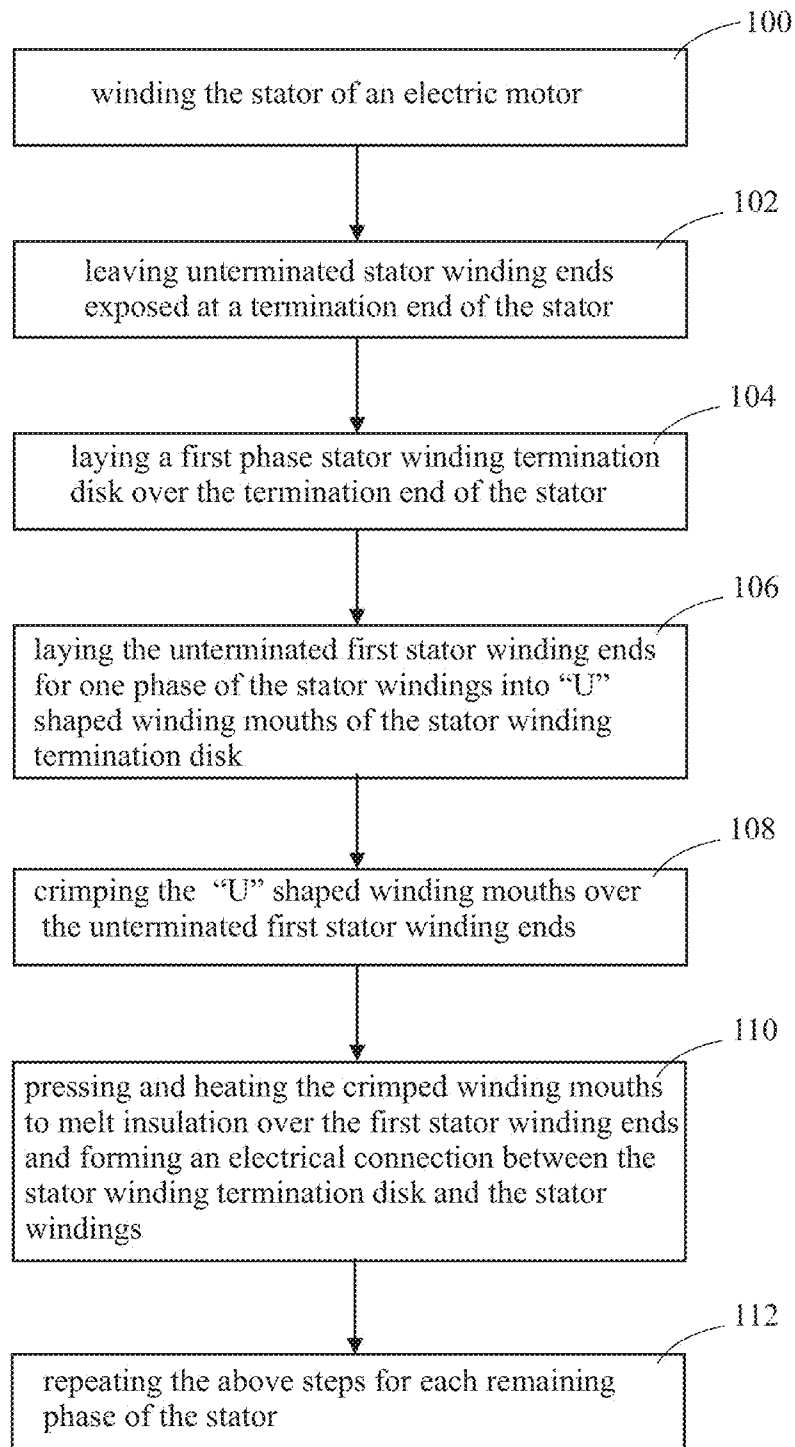 100
winding the stator of an electric motor
102
leaving unterminated stator winding ends
exposed at a termination end of the stator
104
laying a first phase stator winding termination
disk over the termination end of the stator
106
laying the unterminated first stator winding ends
for one phase of the stator windings into “U”
shaped winding mouths of the stator winding
termination disk
108
crimping the “U” shaped winding mouths over
the unterminated first stator winding ends
110
pressing and heating the crimped winding mouths
to melt insulation over the first stator winding ends
and forming an electrical connection between the
stator winding termination disk and the stator
windings
112
repeating the above steps for each remaining
phase of the stator